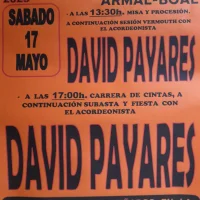 ARMAL-BOAL
SABADO
17
MAYO
- A LAS 13:30h. MISA Y PROCESIÓN.
A CONTINUACIÓN SESIÓN VERMOUTH CON
EL ACORDEONISTA
DAVID PAYARES
- A LAS 17:00h. CARRERA DE CINTAS, A
CONTINUACIÓN SUBASTA Y FIESTA CON
EL ACORDEONISTA
DAVID PAYARES